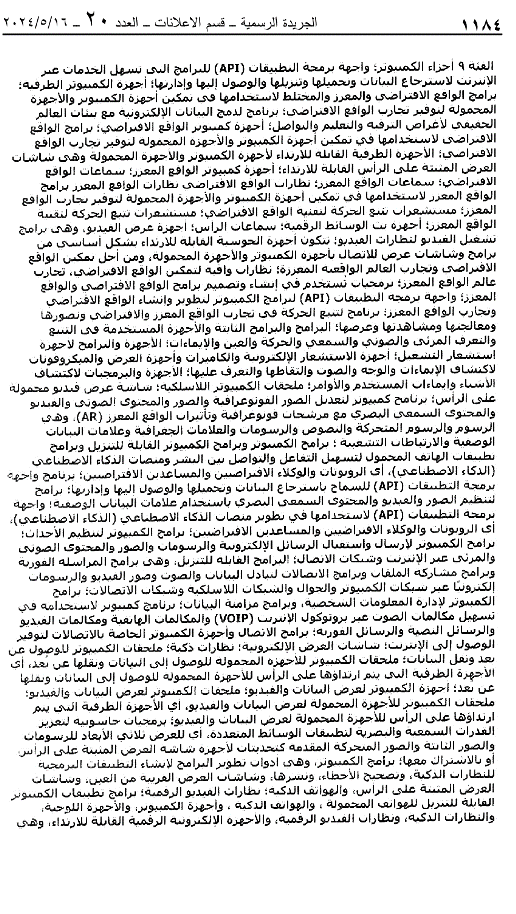 ١١٨٤ الجريدة الرسمية – قسم الاعلانات – العدد ٢٠ – ٢٠٢٤/٥/١٦
الفئة ٩ اجزاء الكمبيوتر؛ واجهة برمجة التطبيقات (API) للبرامج التي تسهل الخدمات عبر
الإنترنت لاسترجاع البيانات وتحميلها وتنزيلها والوصول إليها وإدارتها؛ أجهزة الكمبيوتر الطرفية؛
برامج الواقع الافتراضي والمعزز والمختلط لاستخدامها في تمكين أجهزة الكمبيوتر والأجهزة
المحمولة لتوفير تجارب الواقع الافتراضي؛ برنامج لدمج البيانات الإلكترونية مع بيئات العالم
الحقيقي لأغراض الترفيه والتعليم والتواصل؛ أجهزة كمبيوتر الواقع الافتراضي؛ برامج الواقع
الافتراضي لاستخدامها في تمكين أجهزة الكمبيوتر والأجهزة المحمولة لتوفير تجارب الواقع
الافتراضي؛ الأجهزة الطرفية القابلة للارتداء لأجهزة الكمبيوتر والأجهزة المحمولة وهي شاشات
العرض المثبتة على الرأس القابلة للارتداء؛ أجهزة كمبيوتر الواقع المعزز؛ سماعات الواقع
الافتراضي؛ سماعات الواقع المعزز؛ نظارات الواقع الافتراضي نظارات الواقع المعزز برامج
الواقع المعزز لاستخدامها في تمكين أجهزة الكمبيوتر والأجهزة المحمولة لتوفير تجارب الواقع
المعزز؛ مستشعرات تتبع الحركة لتقنية الواقع الافتراضي؛ مستشعرات تتبع الحركة لتقنية
الواقع المعزز؛ أجهزة بث الوسائط الرقمية؛ سماعات الرأس؛ أجهزة عرض الفيديو، وهي برامج
تشغيل الفيديو لنظارات الفيديو؛ تتكون أجهزة الحوسبة القابلة للارتداء بشكل أساسي من
برامج وشاشات عرض للاتصال بأجهزة الكمبيوتر والأجهزة المحمولة، ومن أجل تمكين الواقع
الافتراضي وتجارب العالم الواقعية المعززة؛ نظارات واقية لتمكين الواقع الافتراضي، تجارب
عالم الواقع المعزز؛ برمجيات تستخدم في إنشاء وتصميم برامج الواقع الافتراضي والواقع
المعزز؛ واجهة برمجة التطبيقات (API) لبرامج الكمبيوتر لتطوير وإنشاء الواقع الافتراضي
وتجارب الواقع المعزز؛ برنامج لتتبع الحركة في تجارب الواقع المعزز والافتراضي وتصورها
ومعالجتها ومشاهدتها وعرضها؛ البرامج والبرامج الثابتة والأجهزة المستخدمة في التتبع
والتعرف المرئي والصوتي والسمعي والحركة والعين والإيماءات؛ الأجهزة والبرامج لاجهزة
استشعار التشغيل؛ أجهزة الاستشعار الإلكترونية والكاميرات وأجهزة العرض والميكروفونات
لاكتشاف الإيماءات والوجه والصوت والتقاطها والتعرف عليها؛ الأجهزة والبرمجيات لاكتشاف
الأشياء وإيماءات المستخدم والأوامر؛ ملحقات الكمبيوتر اللاسلكية؛ شاشة عرض فيديو محمولة
على الرأس؛ برنامج كمبيوتر لتعديل الصور الفوتوغرافية والصور والمحتوى الصوتي والفيديو
والمحتوى السمعي البصري مع مرشحات فوتوغرافية وتأثيرات الواقع المعزز (AR)، وهي
الرسوم والرسوم المتحركة والنصوص والرسومات والعلامات الجغرافية وعلامات البيانات
الوصفية والارتباطات التشعبية ؛ برامج الكمبيوتر وبرامج الكمبيوتر القابلة للتنزيل وبرامج
تطبيقات الهاتف المحمول لتسهيل التفاعل والتواصل بين البشر ومنصات الذكاء الاصطناعي
(الذكاء الاصطناعي)، أي الروبوتات والوكلاء الافتراضيين والمساعدين الافتراضيين؛ برنامج واجهة
برمجة التطبيقات (API) للسماح باسترجاع البيانات وتحميلها والوصول إليها وإدارتها؛ برامج
لتنظيم الصور والفيديو والمحتوى السمعي البصري باستخدام علامات البيانات الوصفية؛ واجهة
برمجة التطبيقات (API) لاستخدامها في تطوير منصات الذكاء الاصطناعي (الذكاء الاصطناعي)،
أي الروبوتات والوكلاء الافتراضيين والمساعدين الافتراضيين؛ برامج الكمبيوتر لتنظيم الأحداث؛
برامج الكمبيوتر لإرسال واستقبال الرسائل الإلكترونية والرسومات والصور والمحتوى الصوتي
والمرئي عبر الإنترنت وشبكات الاتصال؛ البرامج القابلة للتنزيل، وهي برامج المراسلة الفورية
وبرامج مشاركة الملفات وبرامج الاتصالات لتبادل البيانات والصوت وصور الفيديو والرسومات
إلكترونيًا عبر شبكات الكمبيوتر والجوال والشبكات اللاسلكية وشبكات الاتصالات؛ برامج
الكمبيوتر لإدارة المعلومات الشخصية، وبرامج مزامنة البيانات؛ برنامج كمبيوتر لاستخدامه في
تسهيل مكالمات الصوت عبر بروتوكول الانترنت (VOIP) والمكالمات الهاتفية ومكالمات الفيديو
والرسائل النصية والرسائل الفورية؛ برامج الاتصال وأجهزة الكمبيوتر الخاصة بالاتصالات لتوفير
الوصول إلى الإنترنت؛ شاشات العرض الإلكترونية؛ نظارات ذكية؛ ملحقات الكمبيوتر للوصول عن
بعد ونقل البيانات؛ ملحقات الكمبيوتر للأجهزة المحمولة للوصول إلى البيانات ونقلها عن بعد، أي
الأجهزة الطرفية التي يتم ارتداؤها على الرأس للأجهزة المحمولة للوصول إلى البيانات ونقلها
عن بعد؛ أجهزة الكمبيوتر لعرض البيانات والفيديو؛ ملحقات الكمبيوتر لعرض البيانات والفيديو؛
ملحقات الكمبيوتر للأجهزة المحمولة لعرض البيانات والفيديو، أي الأجهزة الطرفية التي يتم
ارتداؤها على الرأس للأجهزة المحمولة لعرض البيانات والفيديو؛ برمجيات حاسوبية لتعزيز
القدرات السمعية والبصرية لتطبيقات الوسائط المتعددة، أي للعرض ثلاثي الأبعاد للرسومات
والصور الثابتة والصور المتحركة المقدمة كتحديثات لأجهزة شاشة العرض المثبتة على الرأس،
أو بالاشتراك معها؛ برامج الكمبيوتر، وهي ادوات تطوير البرامج لإنشاء التطبيقات البرمجية
للنظارات الذكية، وتصحيح الأخطاء، ونشرها، وشاشات العرض القريبة من العين، وشاشات
العرض المثبتة على الرأس، والهواتف الذكية؛ نظارات الفيديو الرقمية؛ برامج تطبيقات الكمبيوتر
القابلة للتنزيل للهواتف المحمولة ، والهواتف الذكية ، وأجهزة الكمبيوتر، والأجهزة اللوحية،
والنظارات الذكية، ونظارات الفيديو الرقمية، والأجهزة الإلكترونية الرقمية القابلة للارتداء، وهي